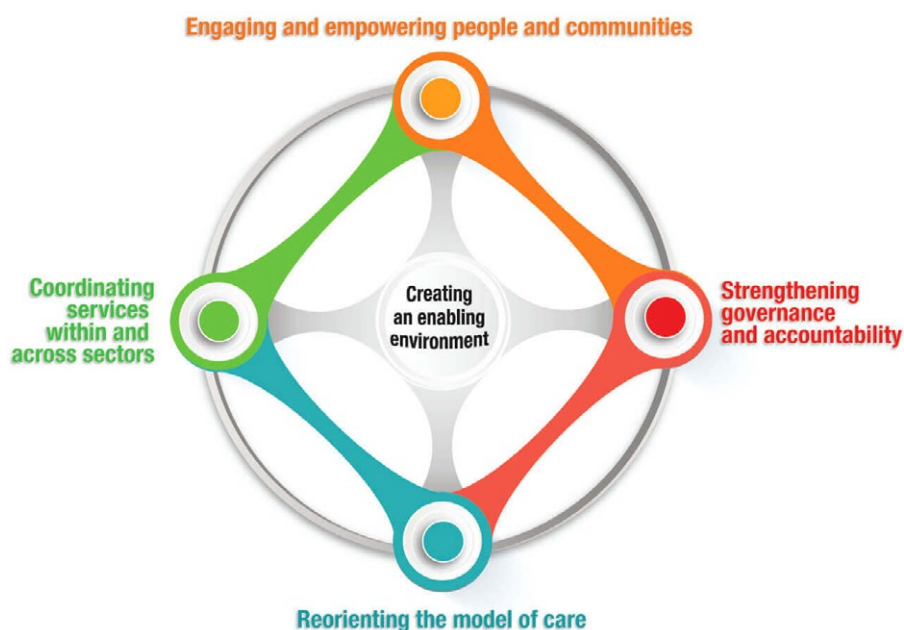 Engaging and empowering people and communities
Coordinating
services
within and
across sectors
Creating
an enabling
environment
Strengthening
governance
and accountability
Reorienting the model of care